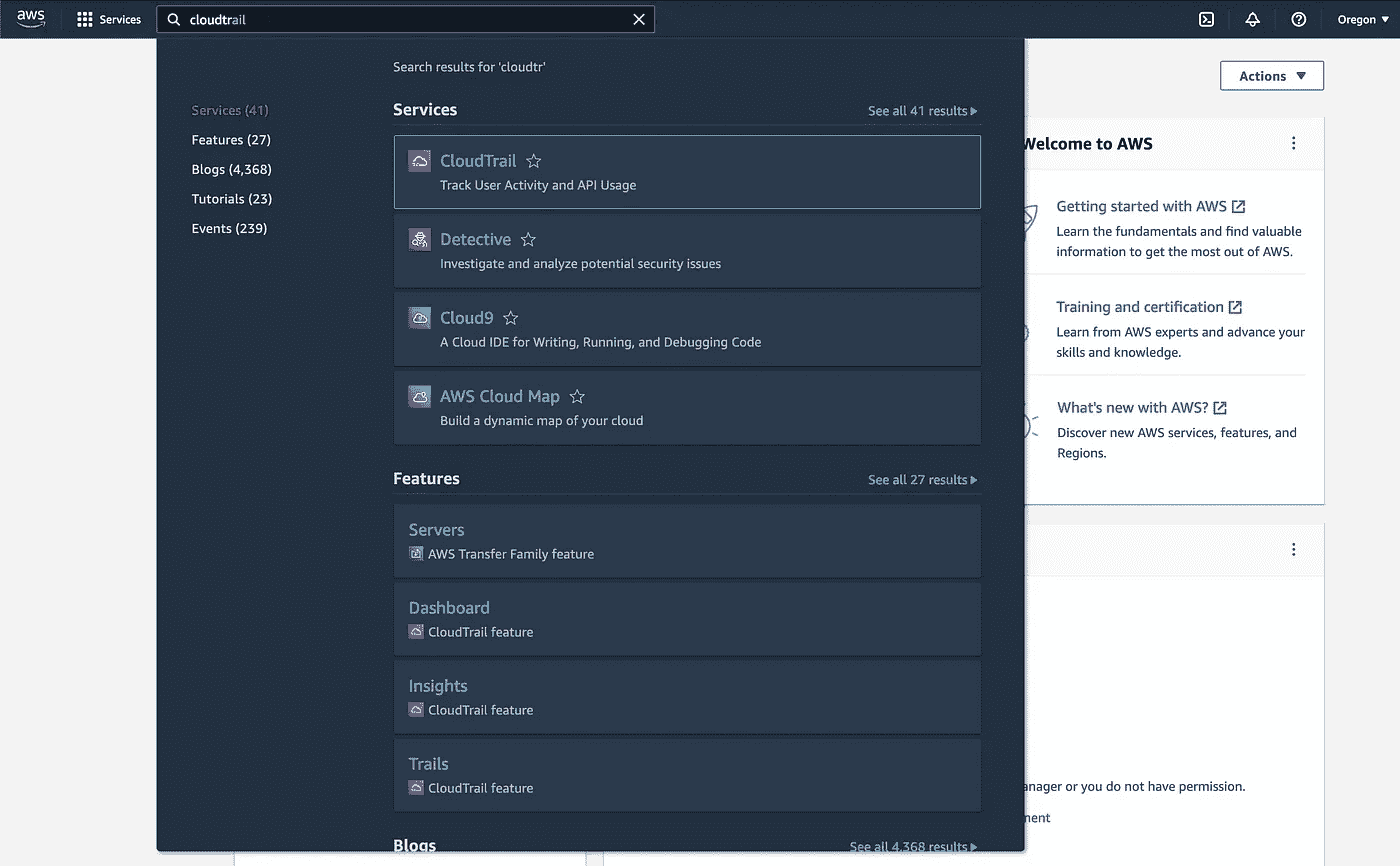 aws
Services
cloudtrail
Oregon
Search results for 'cloudtr'
Services (41)
Features (27)
Blogs (4,368)
Tutorials (23)
Events (239)
Services
See all 41 results
CloudTrail
Track User Activity and API Usage
Detective
Investigate and analyze potential security issues
Cloud9
A Cloud IDE for Writing, Running, and Debugging Code
AWS Cloud Map
Build a dynamic map of your cloud
Features
See all 27 results
Servers
AWS Transfer Family feature
Dashboard
CloudTrail feature
Insights
CloudTrail feature
Trails
CloudTrail feature
Blogs
See all 4,368 results
Actions
Welcome to AWS
Getting started with AWS
Learn the fundamentals and find valuable
information to get the most out of AWS.
Training and certification
Learn from AWS experts and advance your
skills and knowledge.
What's new with AWS?
Discover new AWS services, features, and
Regions.
anager or you do not have permission.
nent